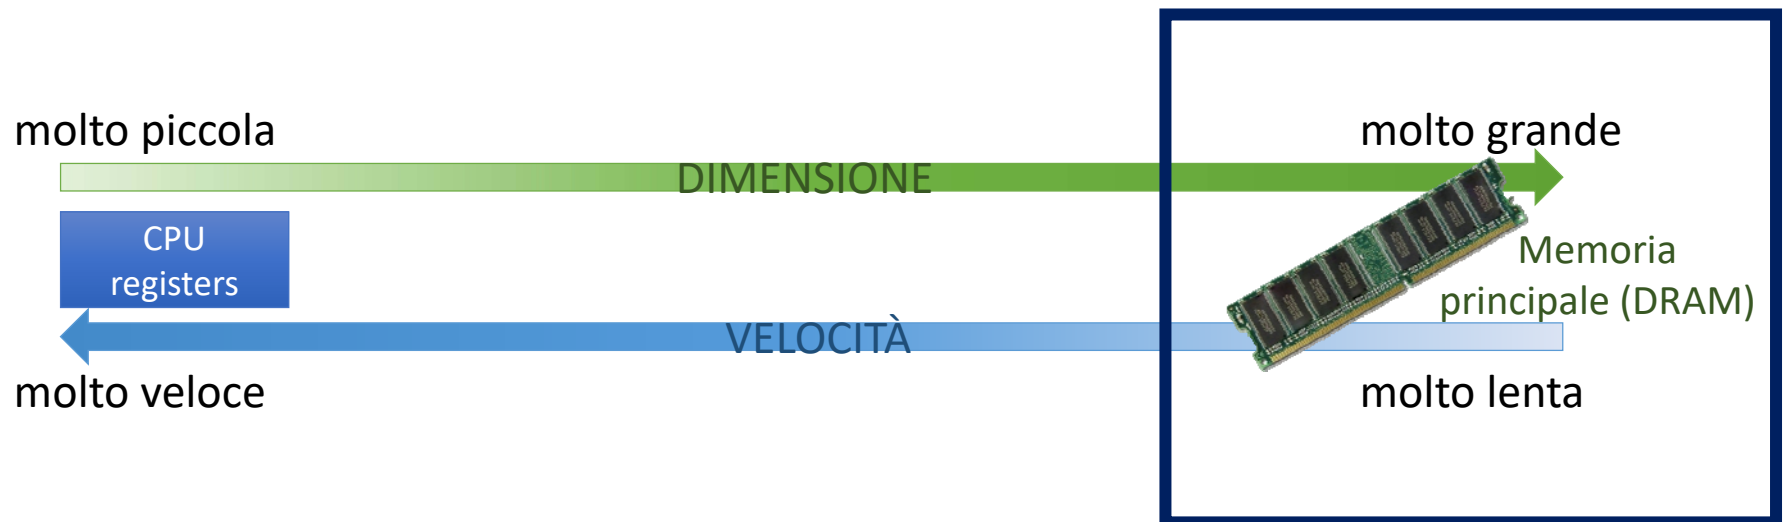 molto piccola
molto grande
DIMENSIONE
CPU
registers
Memoria
principale (DRAM)
VELOCITÀ
molto veloce
molto lenta